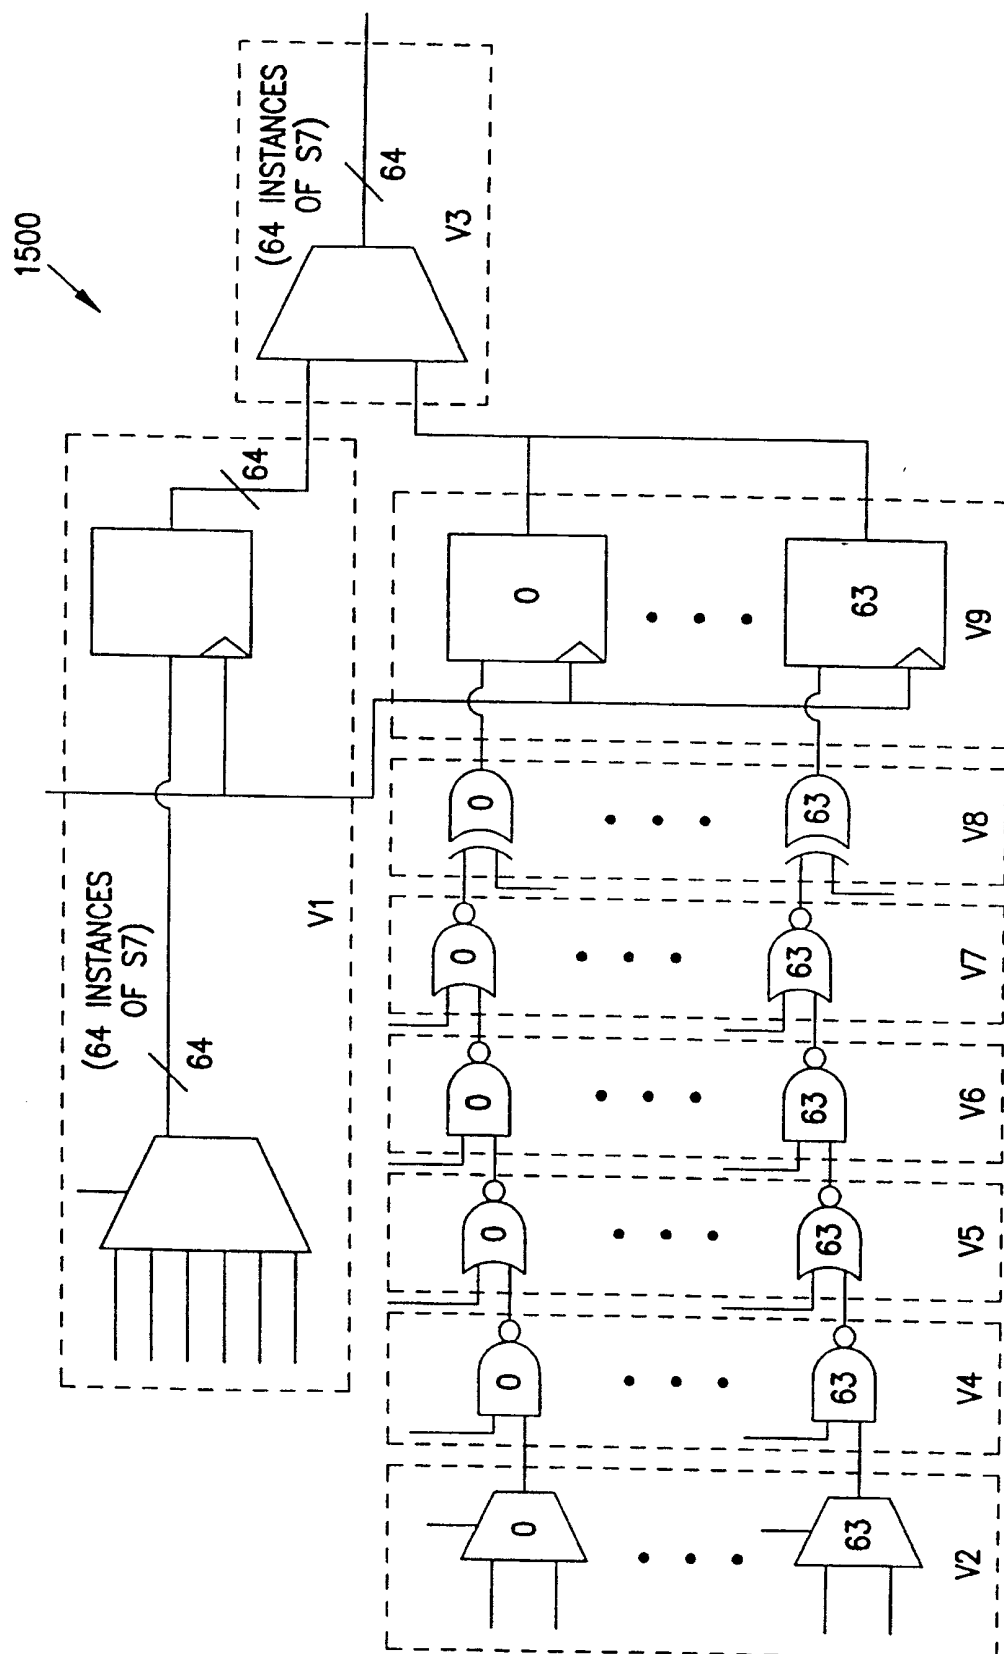 1500
(64 INSTANCES
OF S7)
64
64
V1
(64 INSTANCES
OF S7)
64
V3
0
0
0
0
0
0
0
63
63
63
63
63
63
63
V2
V4
V5
V6
V7
V8
V9